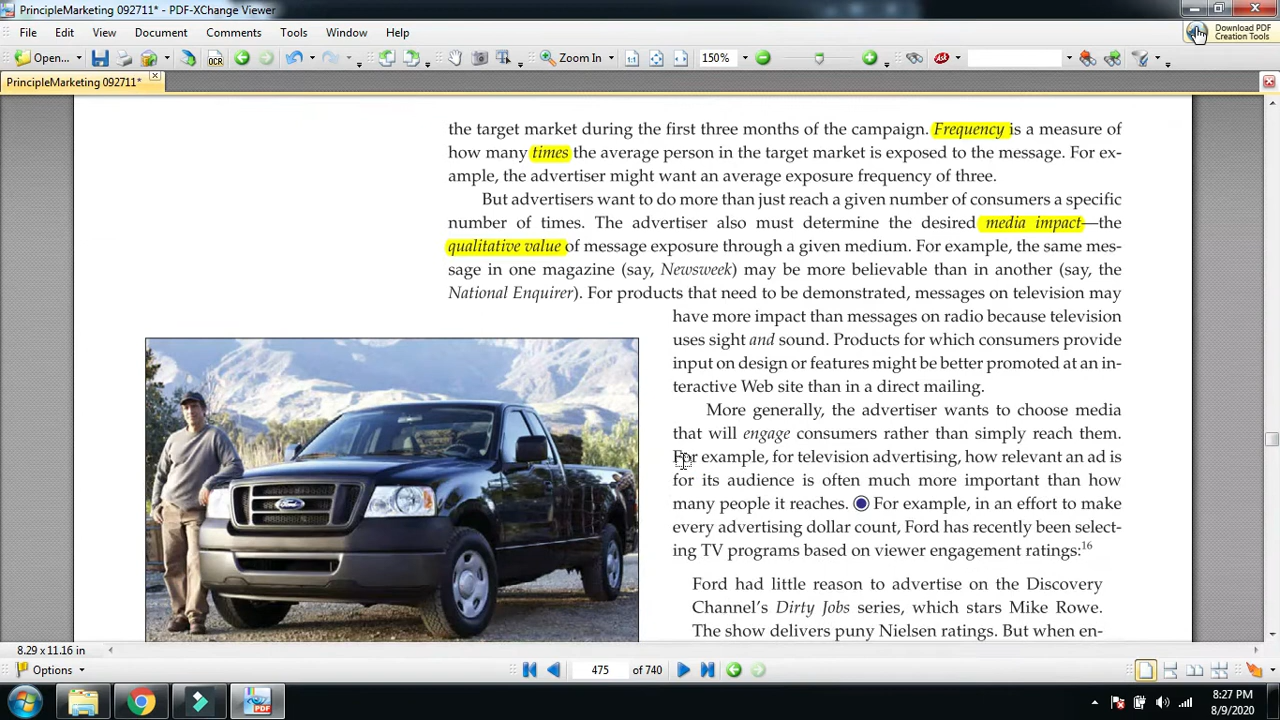 PrincipleMarketing 092711* - PDF-XChange Viewer
File Edit View Document Comments Tools Window Help
Download PDF
Creation Tools
Open... OCR Zoom In 150%
PrincipleMarketing 092711*
the target market during the first three months of the campaign. Frequency is a measure of
how many times the average person in the target market is exposed to the message. For ex-
ample, the advertiser might want an average exposure frequency of three.
But advertisers want to do more than just reach a given number of consumers a specific
number of times. The advertiser also must determine the desired media impact—the
qualitative value of message exposure through a given medium. For example, the same mes-
sage in one magazine (say, Newsweek) may be more believable than in another (say, the
National Enquirer). For products that need to be demonstrated, messages on television may
have more impact than messages on radio because television
uses sight and sound. Products for which consumers provide
input on design or features might be better promoted at an in-
teractive Web site than in a direct mailing.
More generally, the advertiser wants to choose media
that will engage consumers rather than simply reach them.
For example, for television advertising, how relevant an ad is
for its audience is often much more important than how
many people it reaches. For example, in an effort to make
every advertising dollar count, Ford has recently been select-
ing TV programs based on viewer engagement ratings:16
Ford had little reason to advertise on the Discovery
Channel's Dirty Jobs series, which stars Mike Rowe.
The show delivers puny Nielsen ratings. But when en-
Ford
8.29 x 11.16 in
Options 475 of 740
8:27 PM
8/9/2020